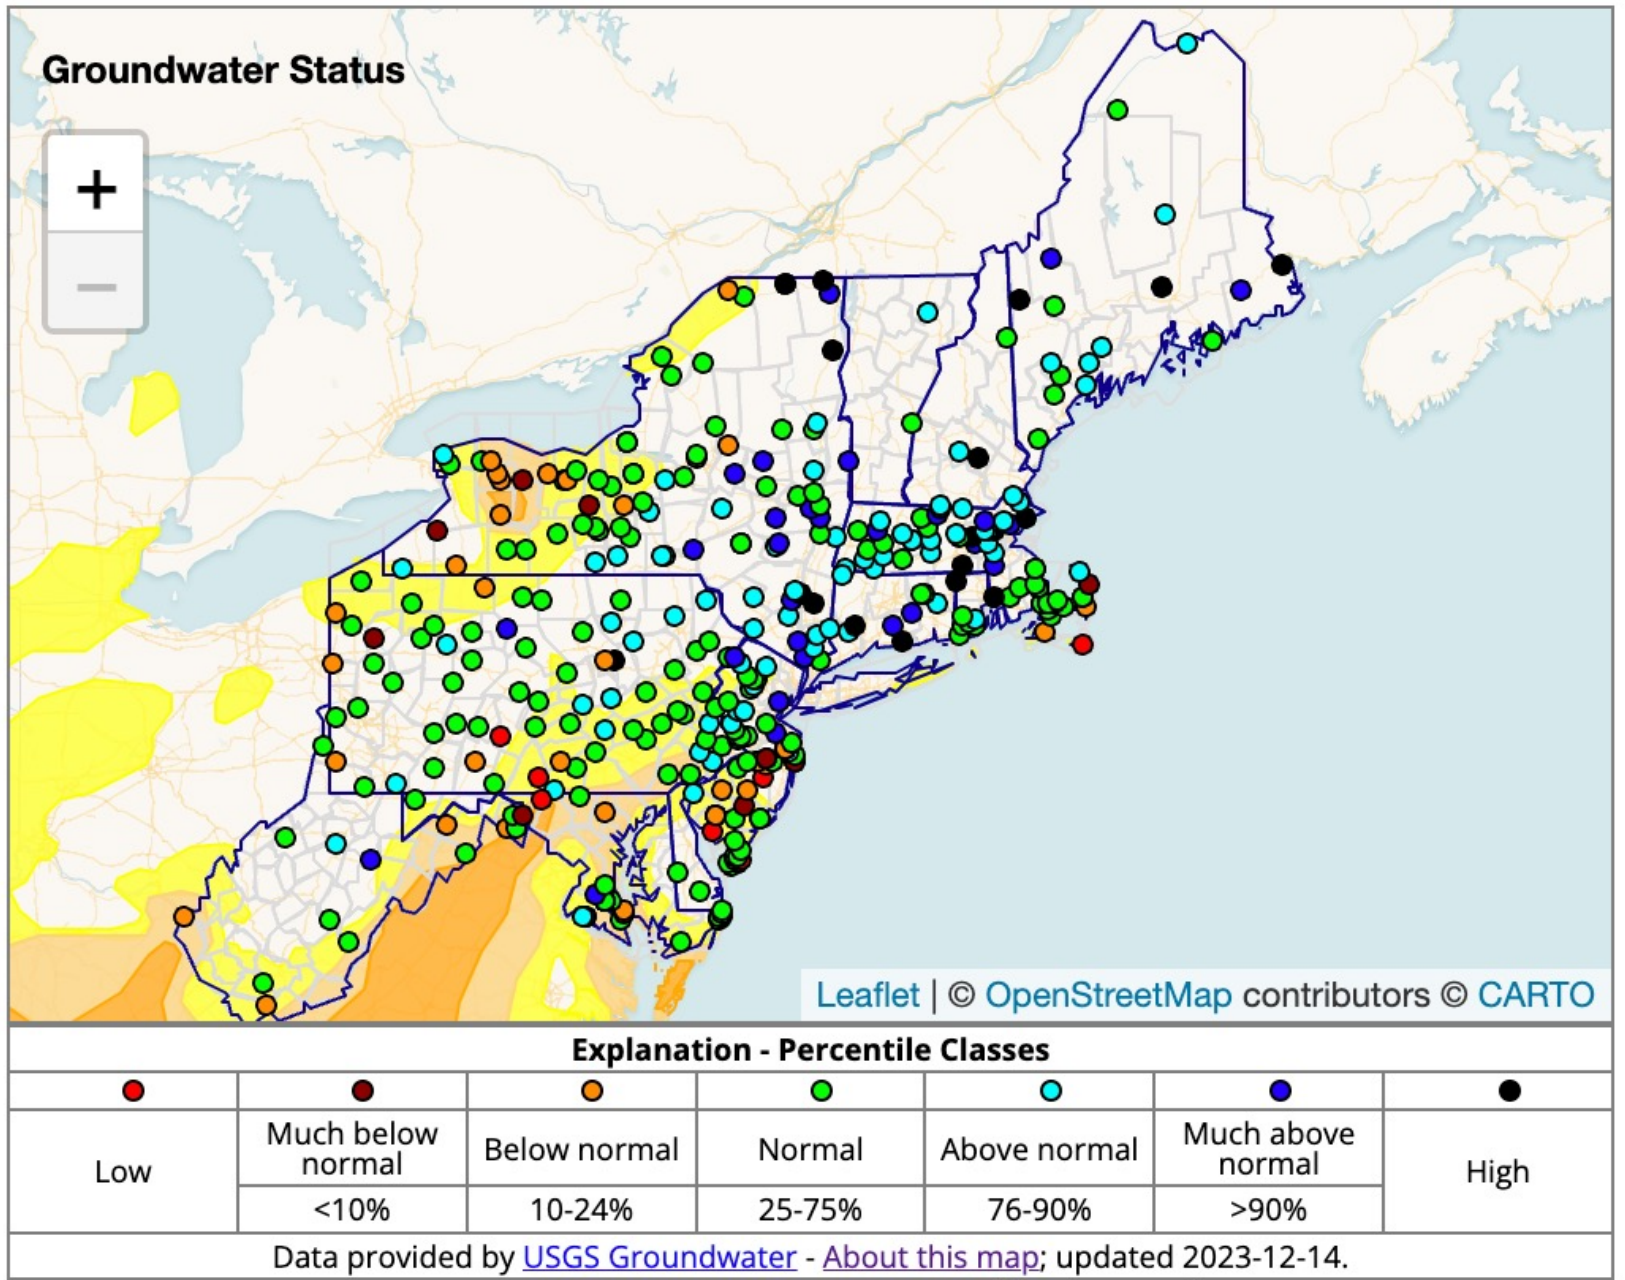 Groundwater Status
+
−
Leaflet | © OpenStreetMap contributors © CARTO
Explanation - Percentile Classes
Low
Much below normal
Below normal
Normal
Above normal
Much above normal
High
<10%
10-24%
25-75%
76-90%
>90%
Data provided by USGS Groundwater - About this map; updated 2023-12-14.